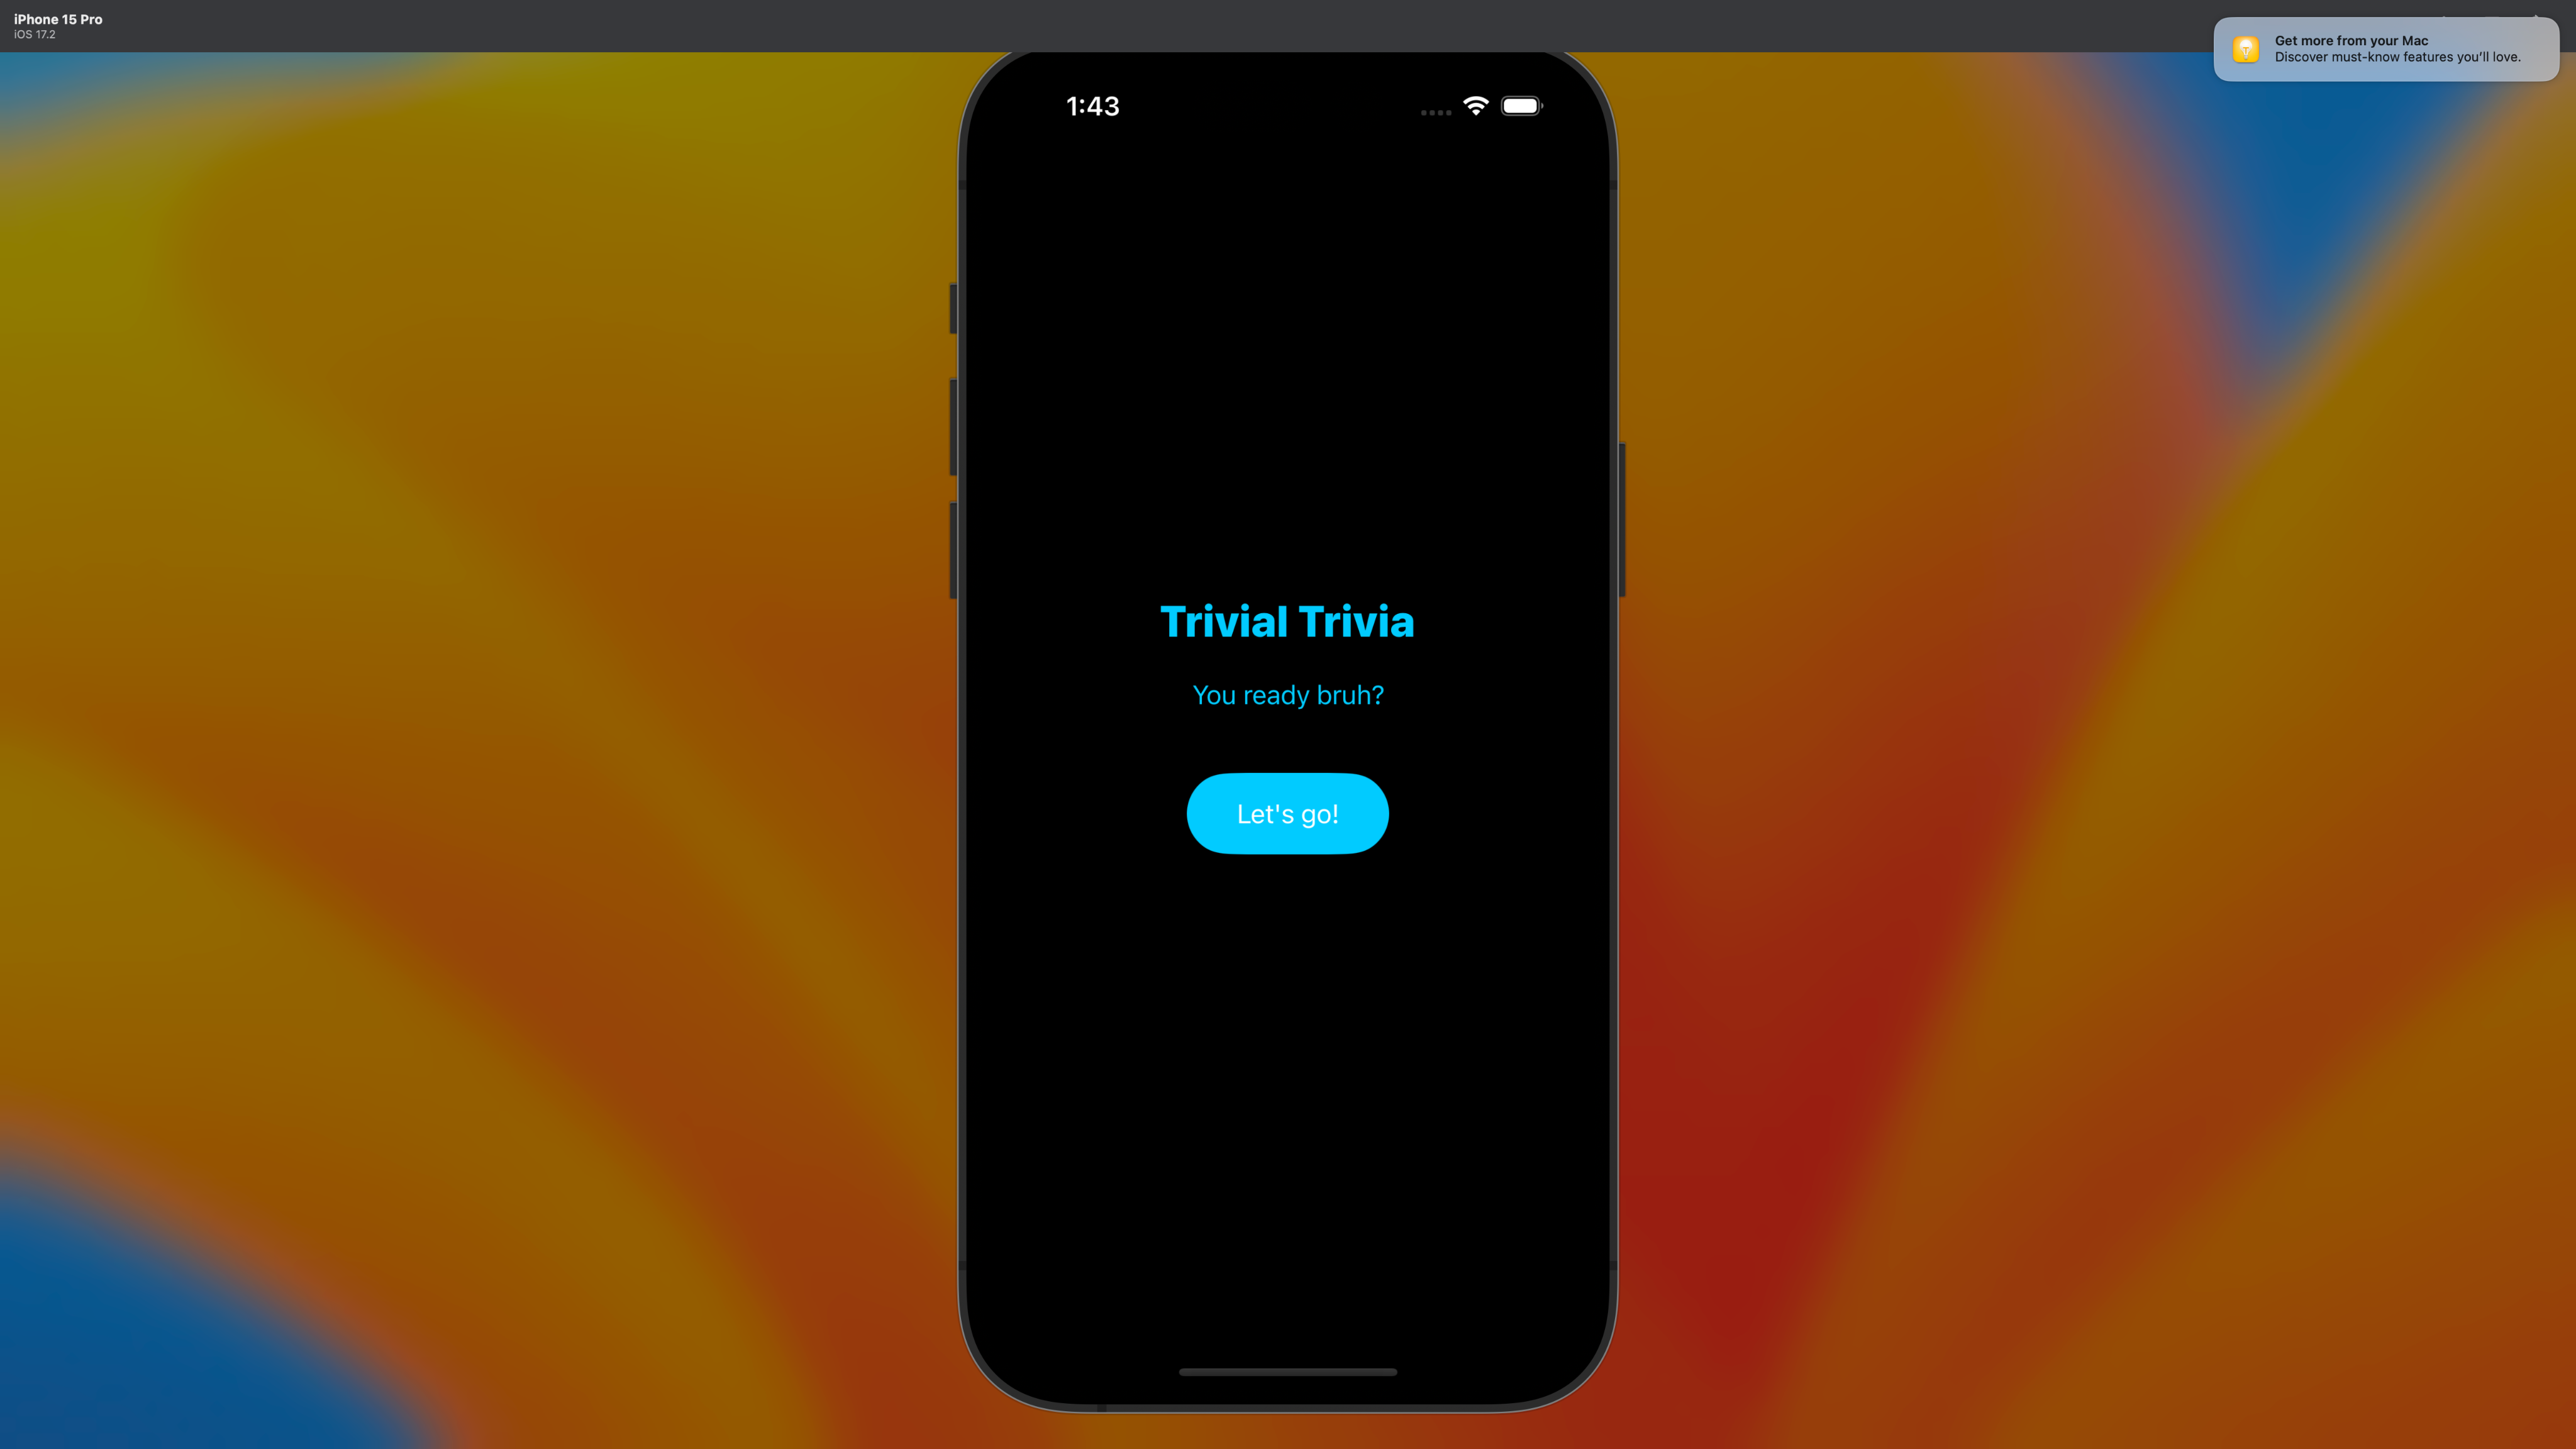 iPhone 15 Pro
iOS 17.2
Get more from your Mac
Discover must-know features you’ll love.
1:43
Trivial Trivia
You ready bruh?
Let's go!